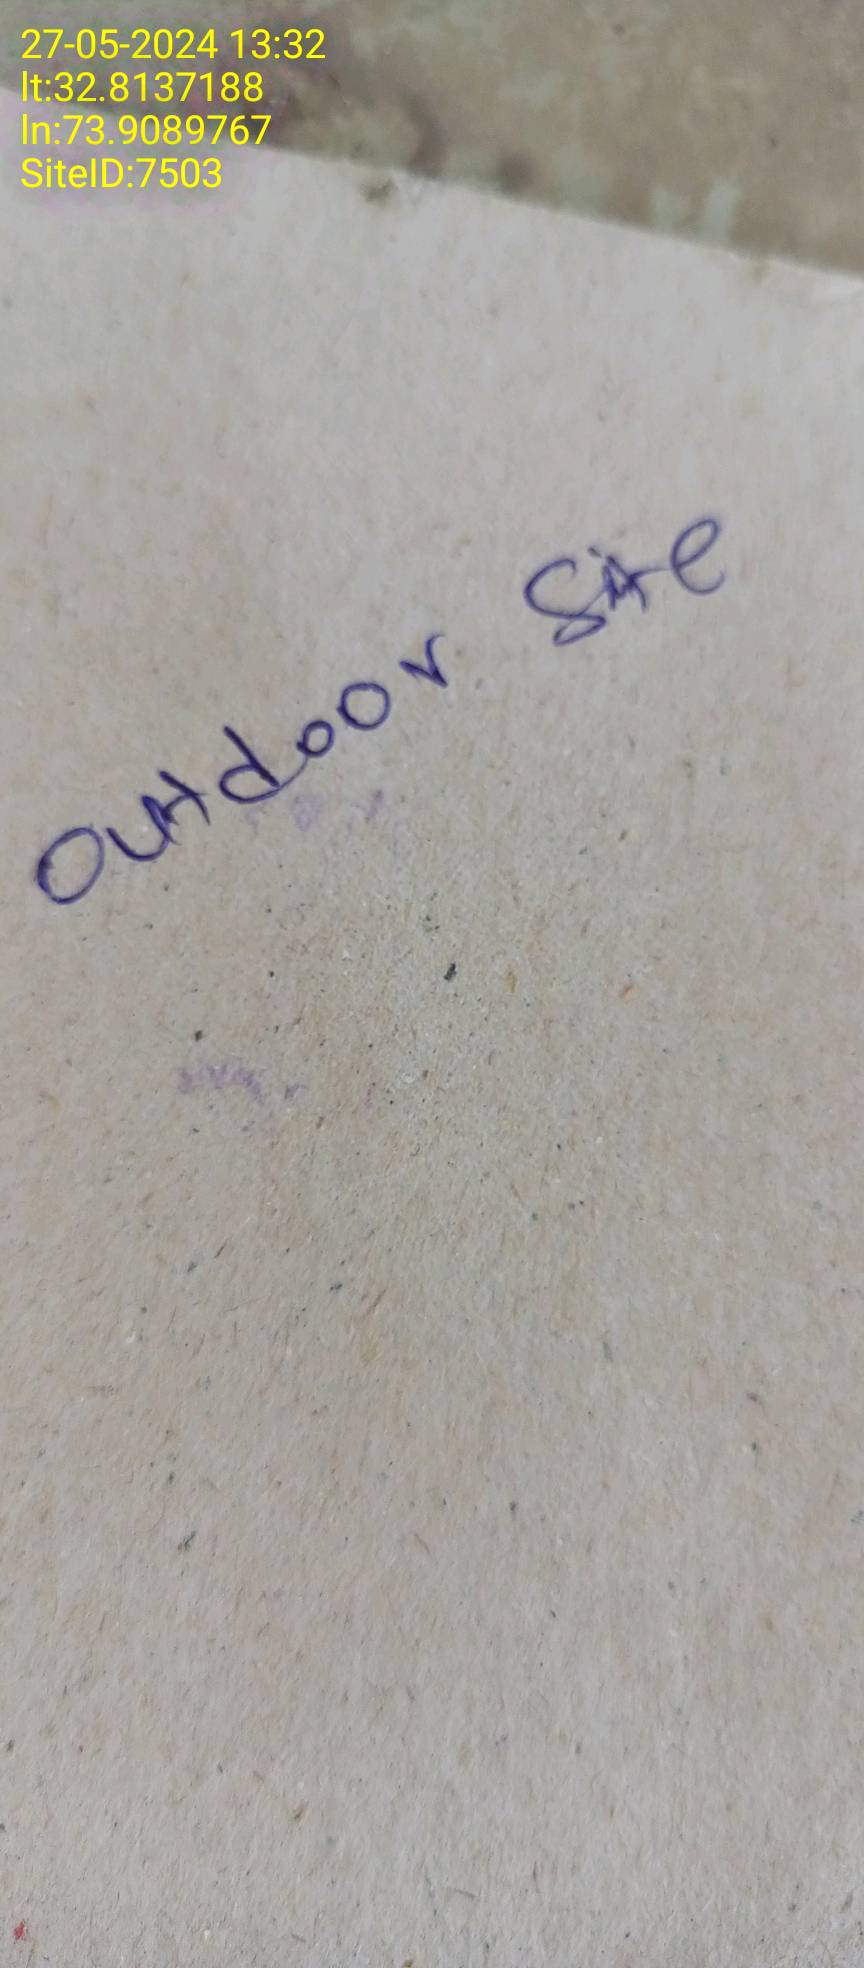 27-05-2024 13:32
lt:32.8137188
ln:73.9089767
SiteID:7503
Outdoor Site